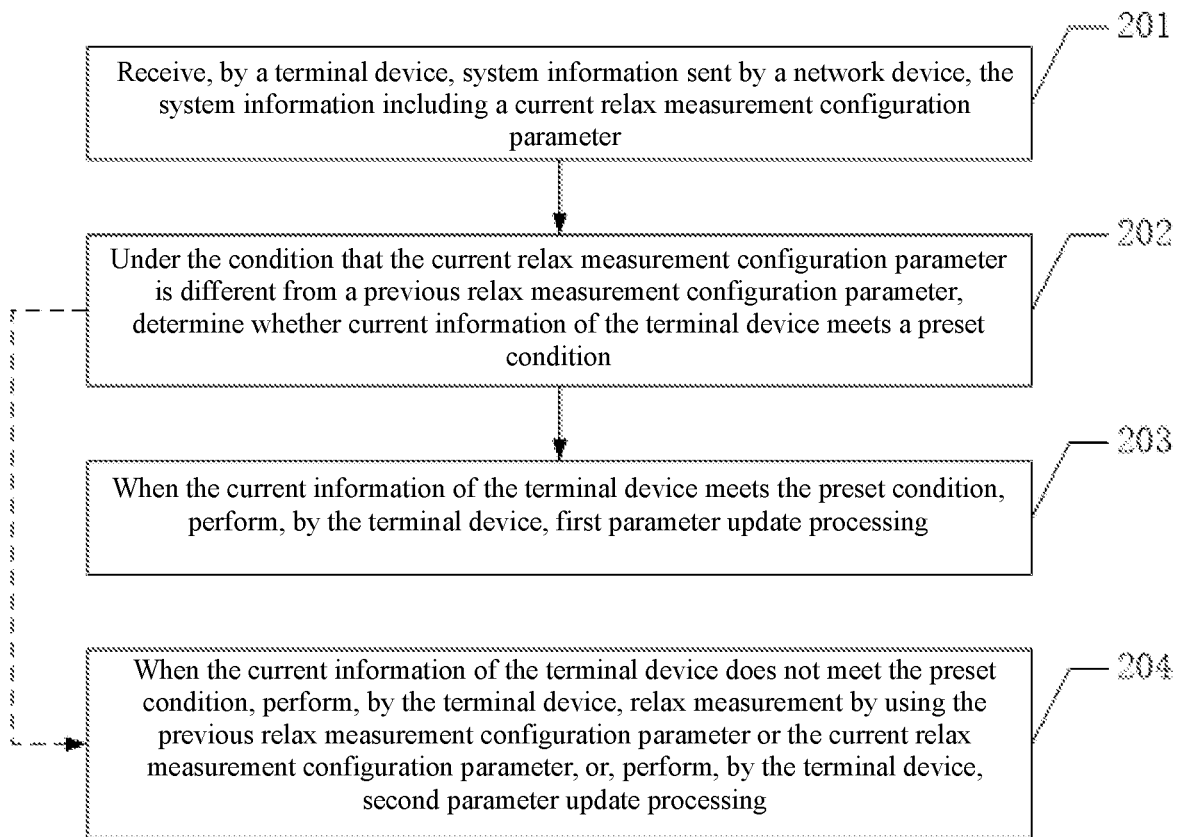 201
Receive, by a terminal device, system information sent by a network device, the
system information including a current relax measurement configuration
parameter
202
Under the condition that the current relax measurement configuration parameter
is different from a previous relax measurement configuration parameter,
determine whether current information of the terminal device meets a preset
condition
203
When the current information of the terminal device meets the preset condition,
perform, by the terminal device, first parameter update processing
204
When the current information of the terminal device does not meet the preset
condition, perform, by the terminal device, relax measurement by using the
previous relax measurement configuration parameter or the current relax
measurement configuration parameter, or, perform, by the terminal device,
second parameter update processing